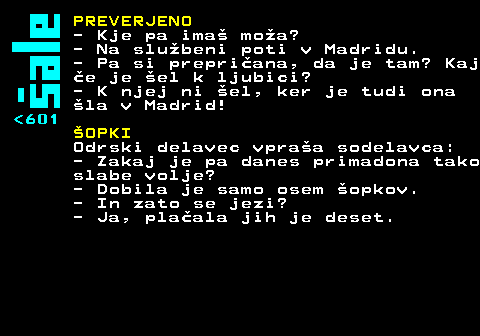 šale
<601
PREVERJENO
- Kje pa imaš moža?
- Na službeni poti v Madridu.
- Pa si prepričana, da je tam? Kaj
če je šel k ljubici?
- K njej ni šel, ker je tudi ona
šla v Madrid!
ŠOPKI
Odrski delavec vpraša sodelavca:
- Zakaj je pa danes primadona tako
slabe volje?
- Dobila je samo osem šopkov.
- In zato se jezi?
- Ja, plačala jih je deset.